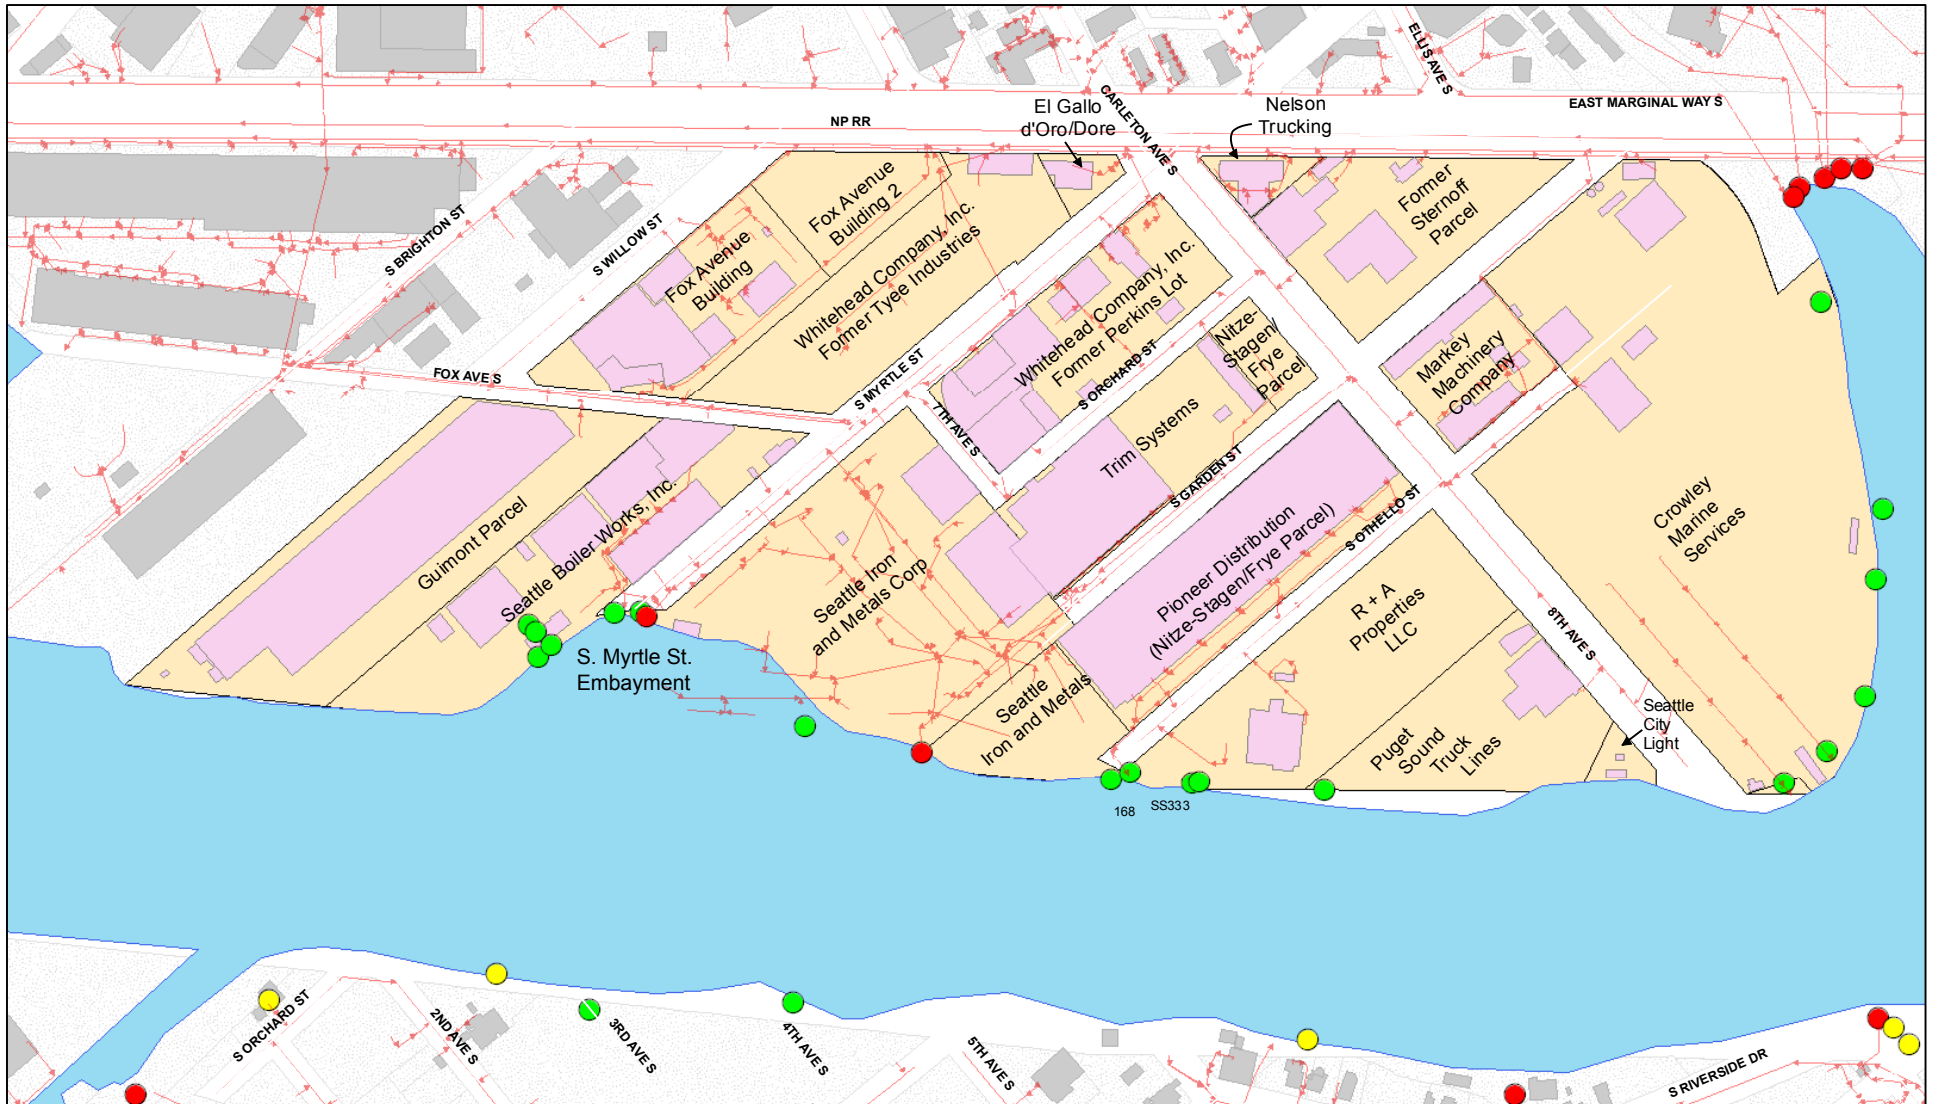 ELLIS AVE S
EAST MARGINAL WAY S
CARLETON AVE S
El Gallo
d'Oro/Dore
Nelson
Trucking
NP RR
S BRIGHTON ST
S WILLOW ST
Fox Avenue
Building 2
Fox Avenue
Building
Whitehead Company, Inc.
Former Tyee Industries
Former
Sternoff
Parcel
Whitehead Company, Inc.
Former Perkins Lot
Nitze-
Stagen/
Frye
Parcel
Markey
Machinery
Company
FOX AVE S
S MYRTLE ST
7TH AVE S
S ORCHARD ST
Trim Systems
S GARDEN ST
S OTHELLO ST
Guimont Parcel
Seattle Boiler Works, Inc.
Seattle Iron
and Metals Corp
Pioneer Distribution
(Nitze-Stagen/Frye Parcel)
R + A
Properties
LLC
Crowley
Marine
Services
8TH AVE S
S. Myrtle St.
Embayment
Seattle
Iron and Metals
Puget
Sound
Truck
Lines
Seattle
City
Light
168
SS333
S ORCHARD ST
2ND AVE S
3RD AVE S
4TH AVE S
5TH AVE S
S RIVERSIDE DR